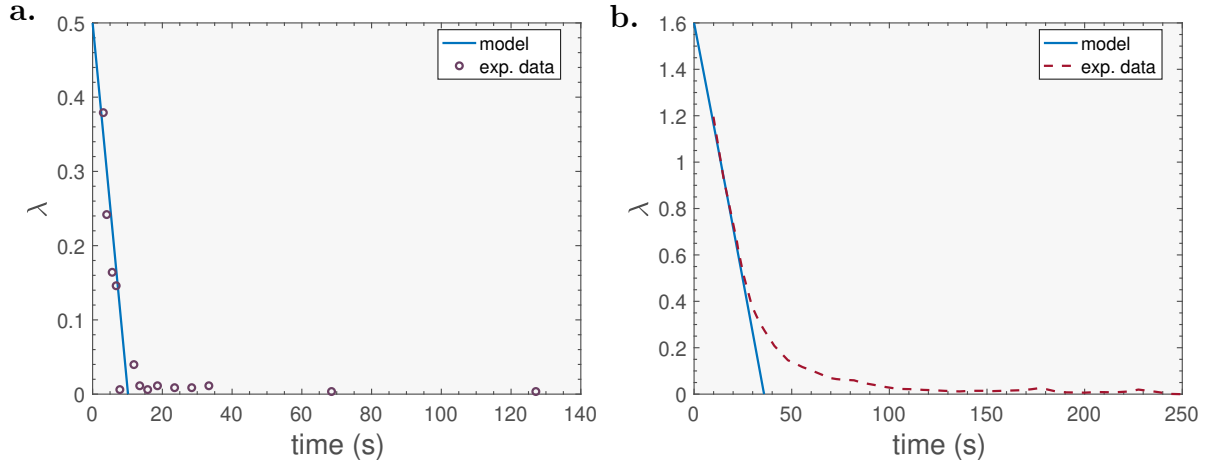 a.
0.5
0.4
0.3
0.2
0.1
0
λ
model
exp. data
0 20 40 60 80 100 120 140
time (s)
b.
1.6
1.4
1.2
1
0.8
0.6
0.4
0.2
0
λ
model
exp. data
0 50 100 150 200 250
time (s)